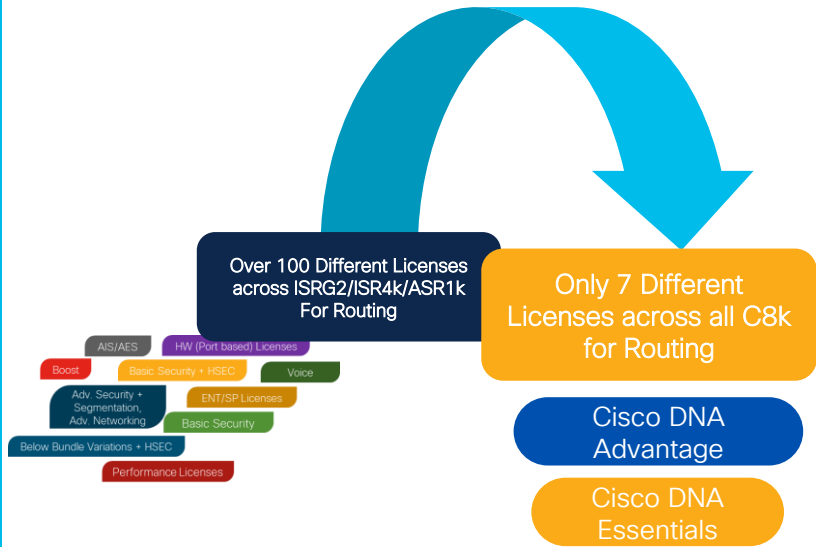 Over 100 Different Licenses
across ISRG2/ISR4k/ASR1k
For Routing
Only 7 Different
Licenses across all C8k
for Routing
AIS/AES
HW (Port based) Licenses
Boost
Basic Security + HSEC
Voice
Adv. Security +
Segmentation,
Adv. Networking
ENT/SP Licenses
Basic Security
Below Bundle Variations + HSEC
Performance Licenses
Cisco DNA
Advantage
Cisco DNA
Essentials